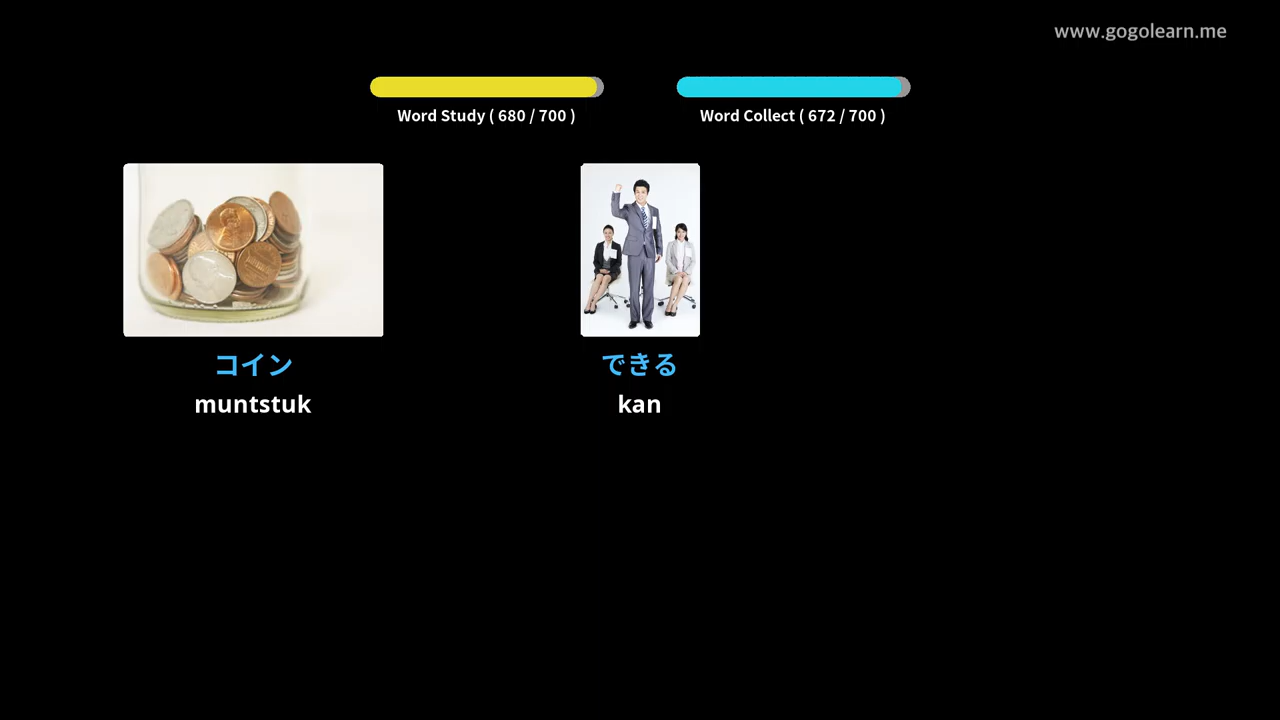 www.gogolearn.me
Word Study ( 680 / 700 )
Word Collect ( 672 / 700 )
コイン
muntstuk
できる
kan